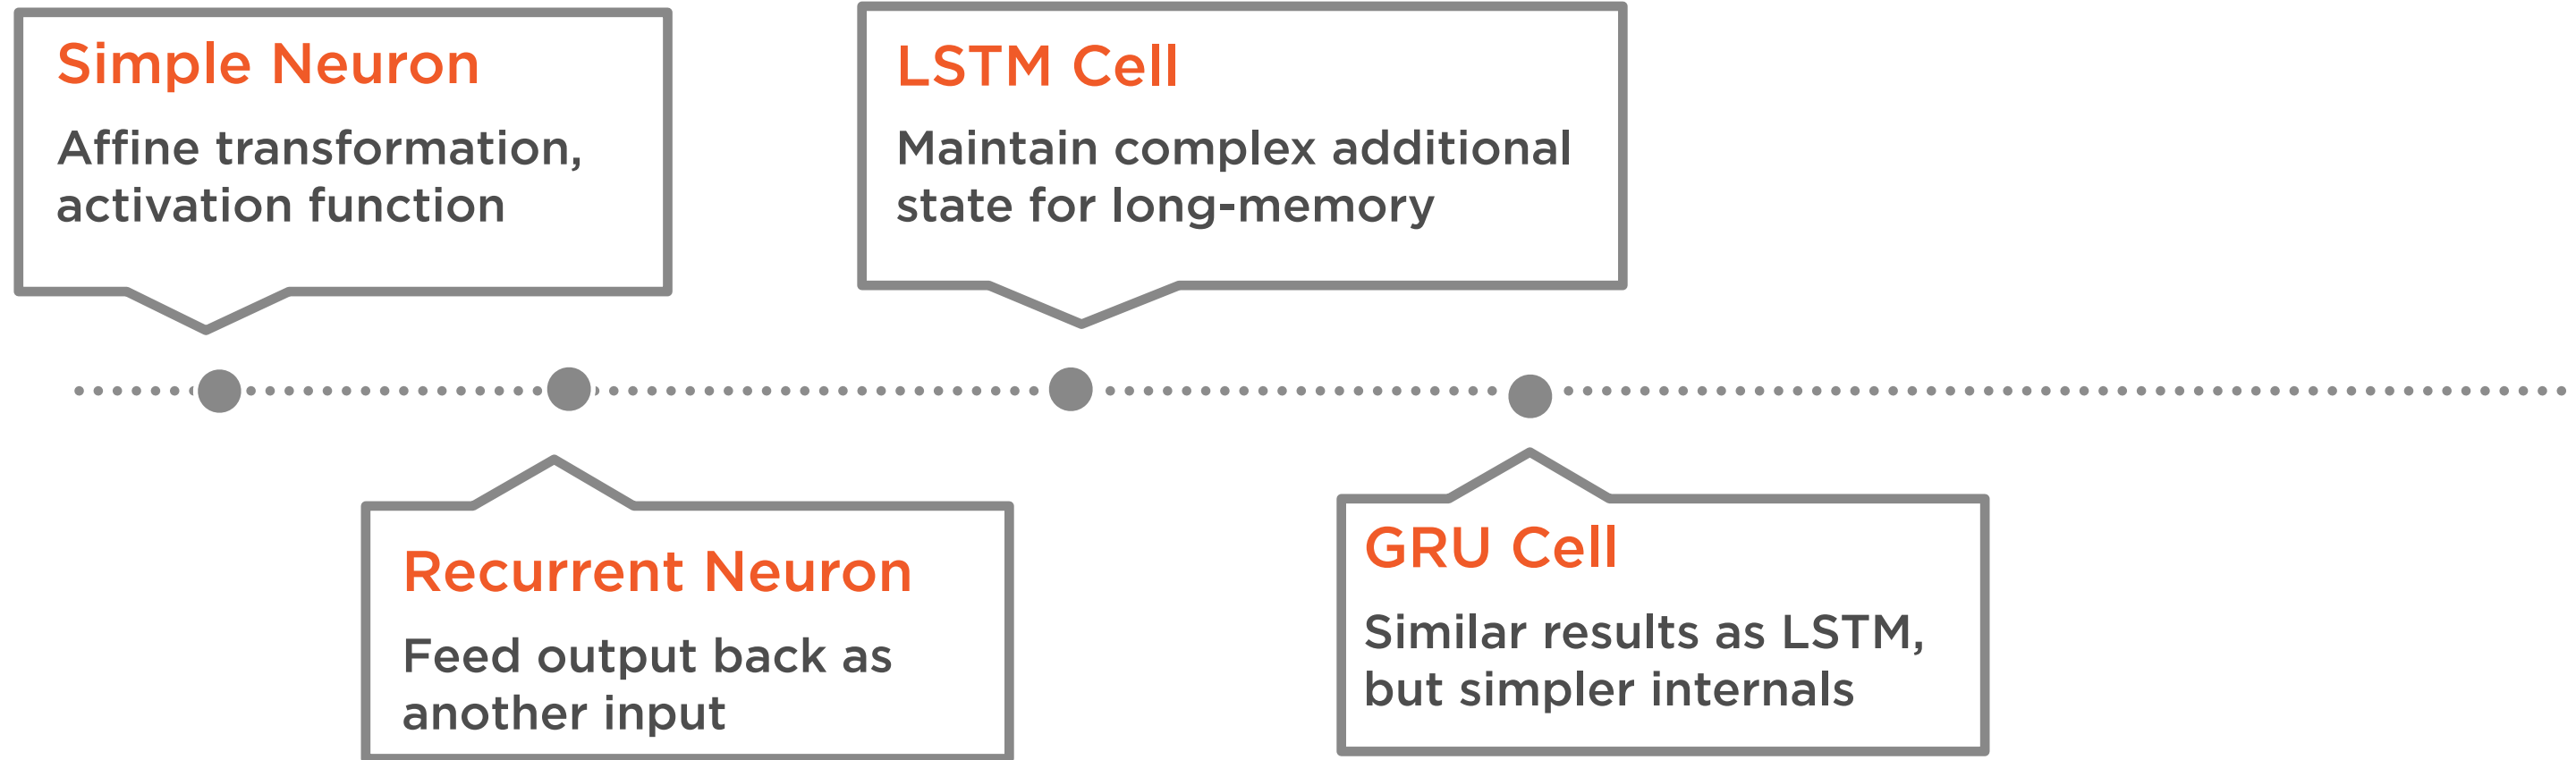 Simple Neuron
Affine transformation,
activation function
Recurrent Neuron
Feed output back as
another input
LSTM Cell
Maintain complex additional
state for long-memory
GRU Cell
Similar results as LSTM,
but simpler internals